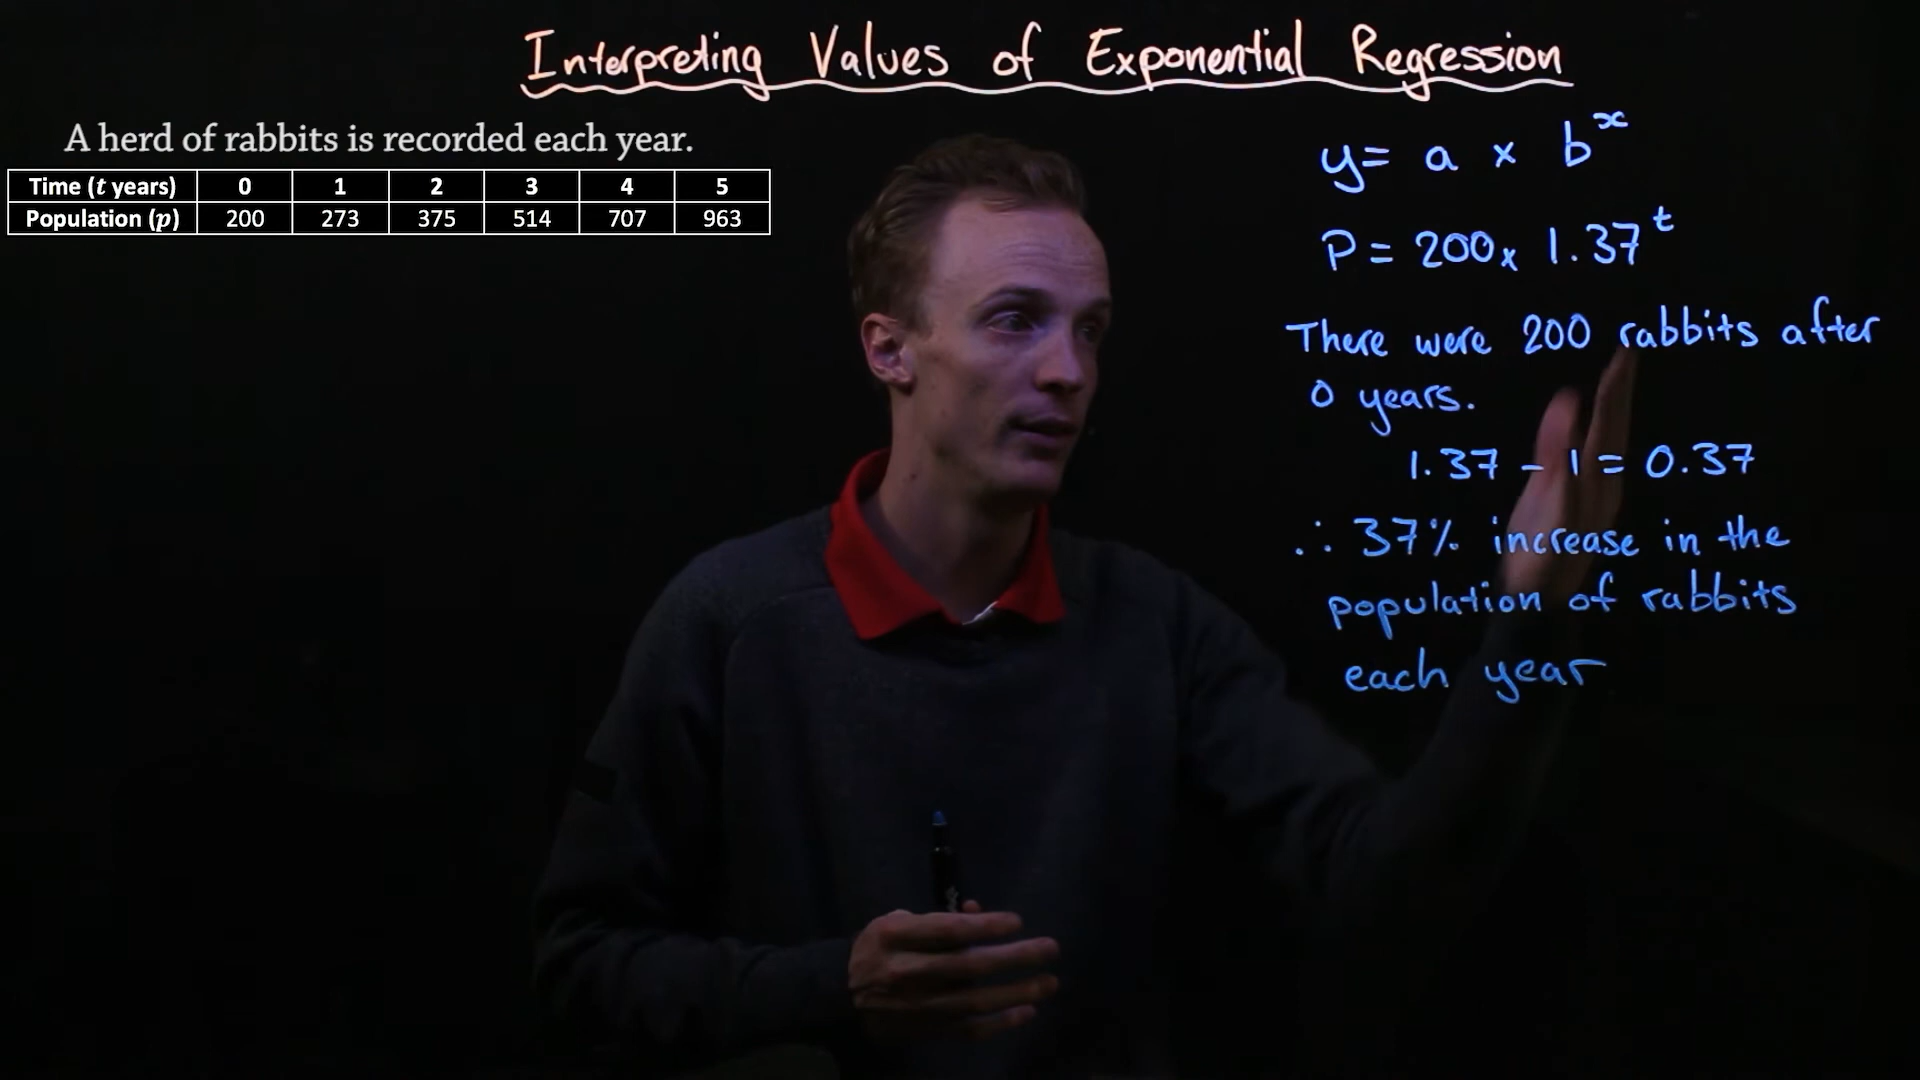 Interpreting Values of Exponential Regression
A herd of rabbits is recorded each year.
Time (t years) 0 1 2 3 4 5
Population (p) 200 273 375 514 707 963
y= a x b^x
P = 200 x 1.37^t
There were 200 rabbits after
0 years.
1.37 - 1 = 0.37
∴ 37% increase in the
population of rabbits
each year